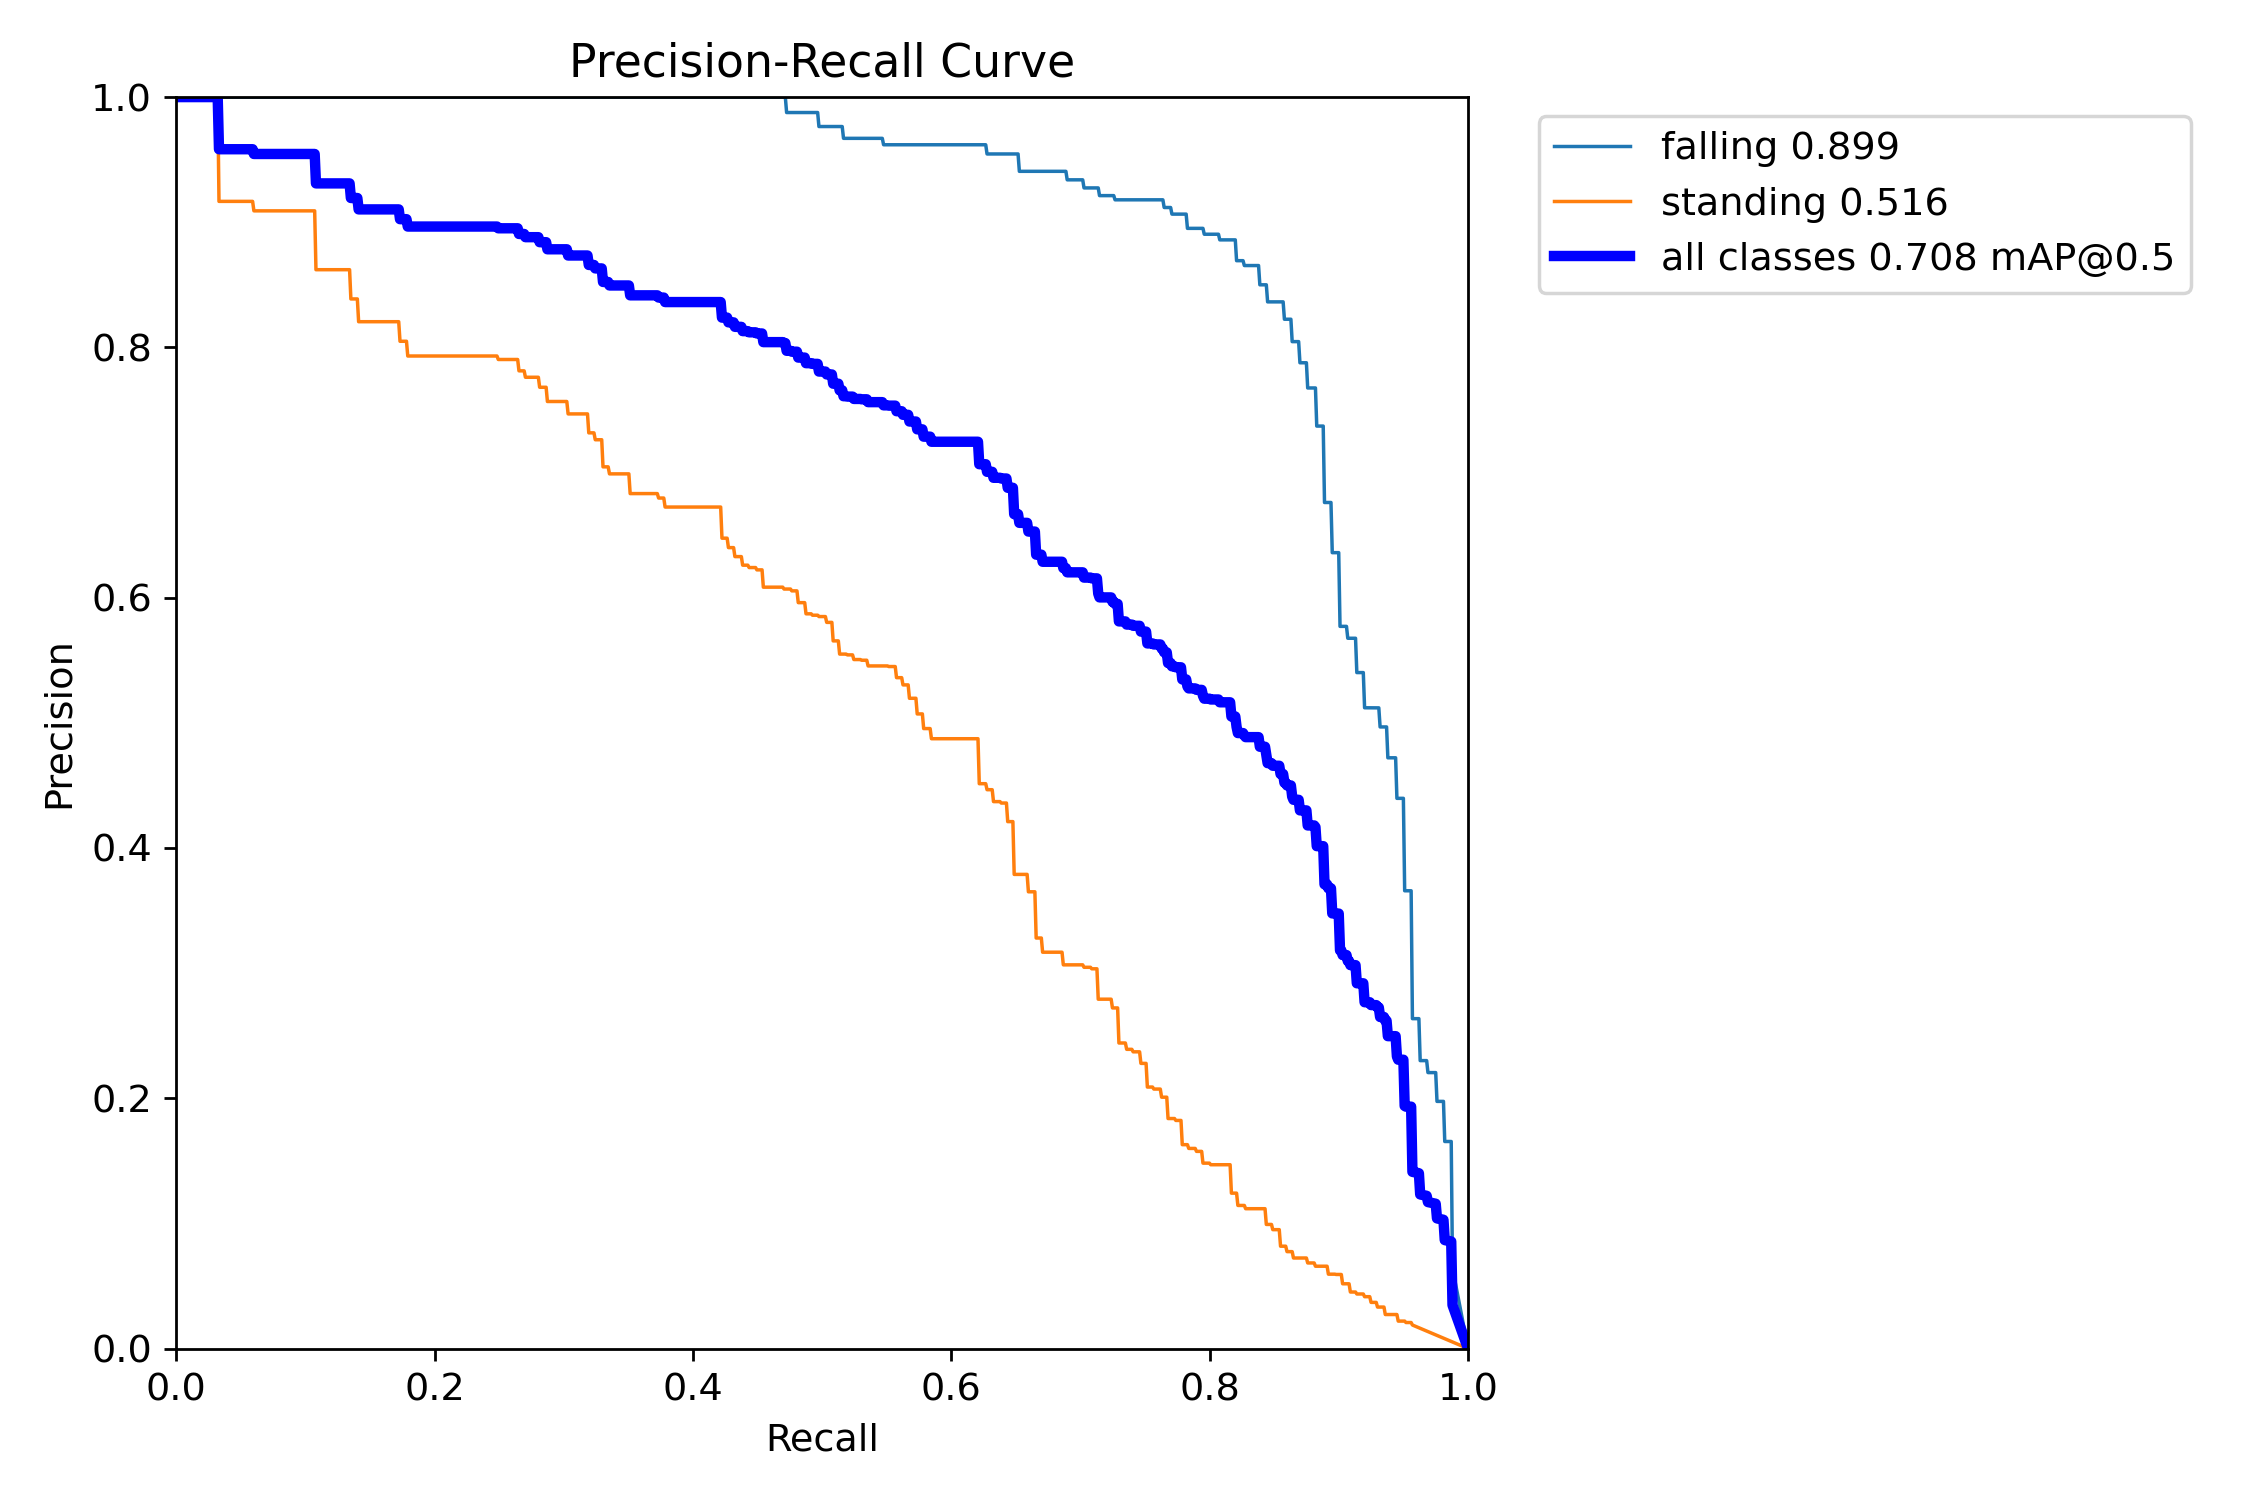 Precision-Recall Curve
1.0
0.8
0.6
0.4
0.2
0.0
Precision
0.0 0.2 0.4 0.6 0.8 1.0
Recall
falling 0.899
standing 0.516
all classes 0.708 mAP@0.5